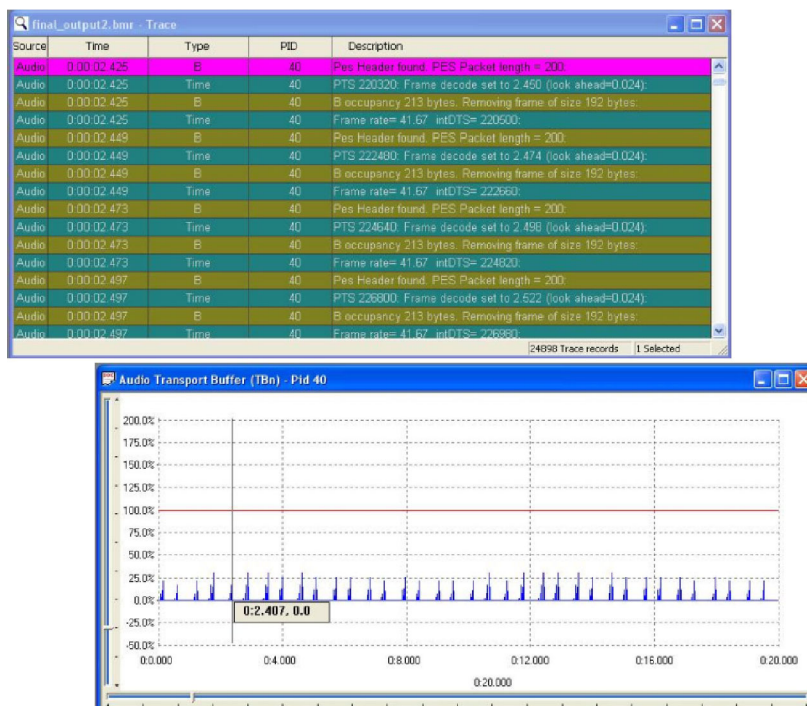 final_output2.bmr - Trace
Source Time Type PID Description
Audio 0:00:02.425 B 40 Pes Header found. PES Packet length = 200:
Audio 0:00:02.425 Time 40 PTS 220320: Frame decode set to 2.450 (look ahead=0.024):
Audio 0:00:02.425 B 40 B occupancy 213 bytes. Removing frame of size 192 bytes:
Audio 0:00:02.425 Time 40 Frame rate= 41.67 intDTS= 220500:
Audio 0:00:02.449 B 40 Pes Header found. PES Packet length = 200:
Audio 0:00:02.449 Time 40 PTS 222480: Frame decode set to 2.474 (look ahead=0.024):
Audio 0:00:02.449 B 40 B occupancy 213 bytes. Removing frame of size 192 bytes:
Audio 0:00:02.449 Time 40 Frame rate= 41.67 intDTS= 222660:
Audio 0:00:02.473 B 40 Pes Header found. PES Packet length = 200:
Audio 0:00:02.473 Time 40 PTS 224640: Frame decode set to 2.498 (look ahead=0.024):
Audio 0:00:02.473 B 40 B occupancy 213 bytes. Removing frame of size 192 bytes:
Audio 0:00:02.473 Time 40 Frame rate= 41.67 intDTS= 224820:
Audio 0:00:02.497 B 40 Pes Header found. PES Packet length = 200:
Audio 0:00:02.497 Time 40 PTS 226800: Frame decode set to 2.522 (look ahead=0.024):
Audio 0:00:02.497 B 40 B occupancy 213 bytes. Removing frame of size 192 bytes:
Audio 0:00:02.497 Time 40 Frame rate= 41.67 intDTS= 226980:
24898 Trace records 1 Selected
Audio Transport Buffer (TBn) - Pid 40
200.0%
175.0%
150.0%
125.0%
100.0%
75.0%
50.0%
25.0%
0.0%
-25.0%
-50.0%
0:2.407, 0.0
0:0.000 0:4.000 0:8.000 0:12.000 0:16.000 0:20.000
0:20.000